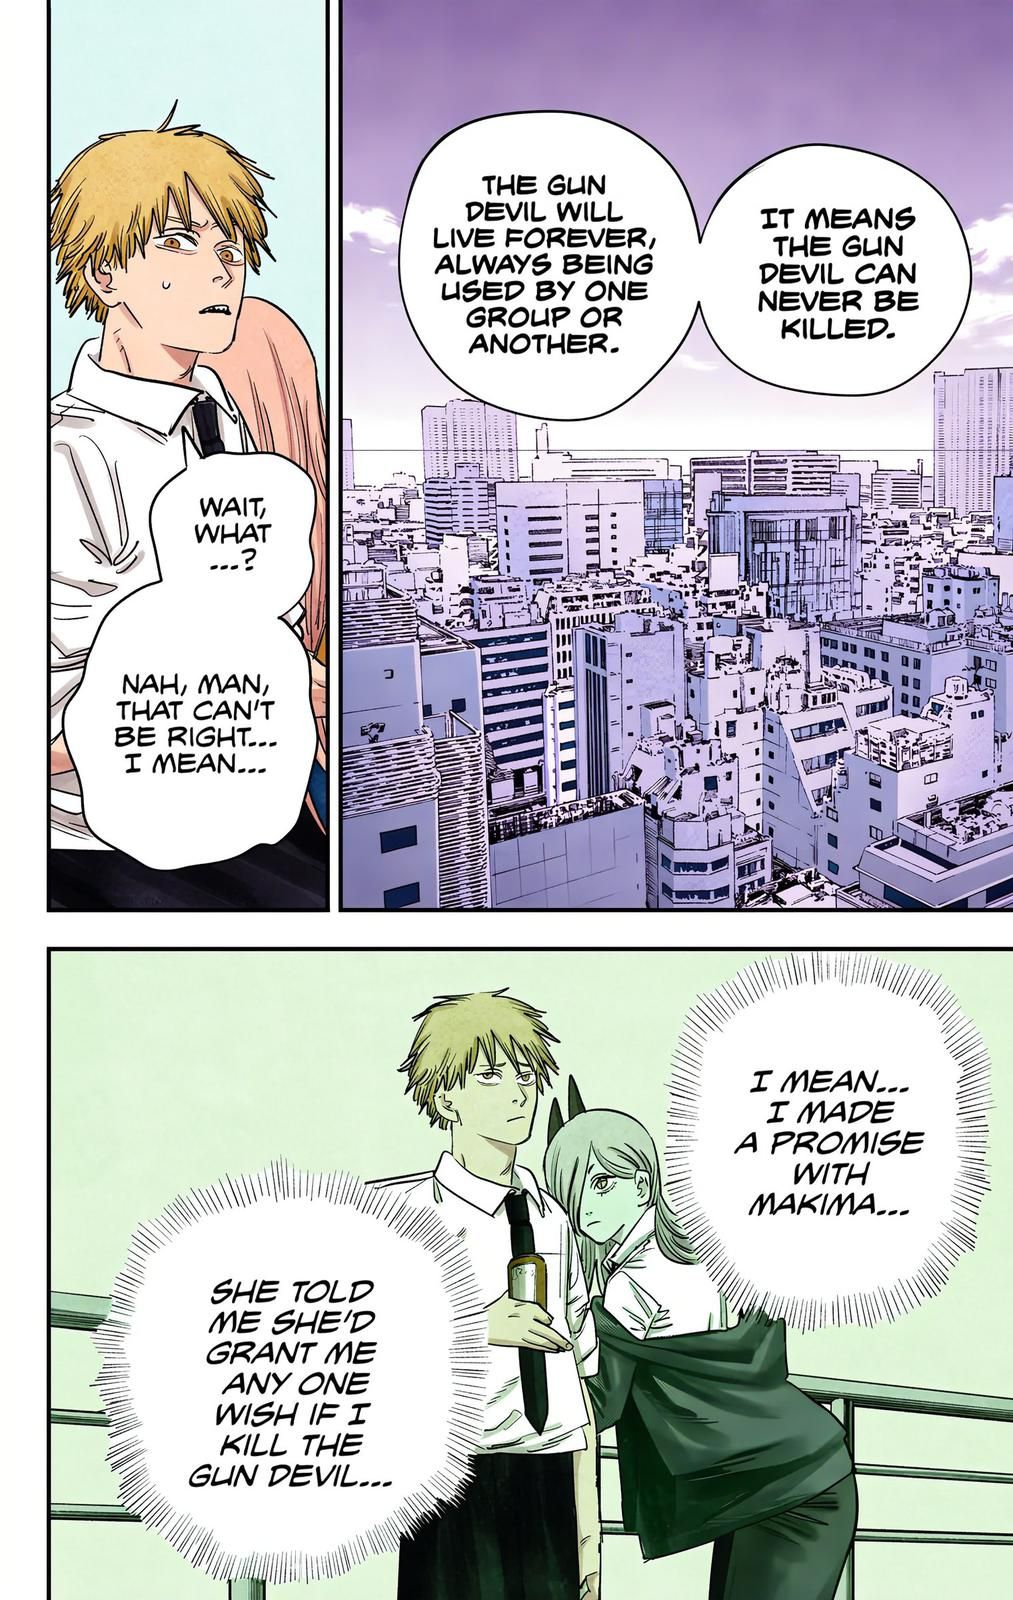 IT MEANS
THE GUN
DEVIL CAN
NEVER BE
KILLED.
THE GUN
DEVIL WILL
LIVE FOREVER,
ALWAYS BEING
USED BY ONE
GROUP OR
ANOTHER.
WAIT,
WHAT
...?
NAH, MAN,
THAT CAN'T
BE RIGHT...
I MEAN...
I MEAN...
I MADE
A PROMISE
WITH
MAKIMA...
SHE TOLD
ME SHE'D
GRANT ME
ANY ONE
WISH IF I
KILL THE
GUN DEVIL...